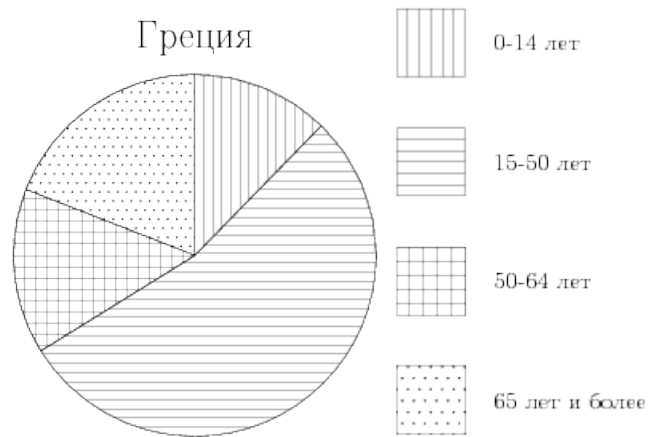 Греция
0-14 лет
15-50 лет
50-64 лет
65 лет и более